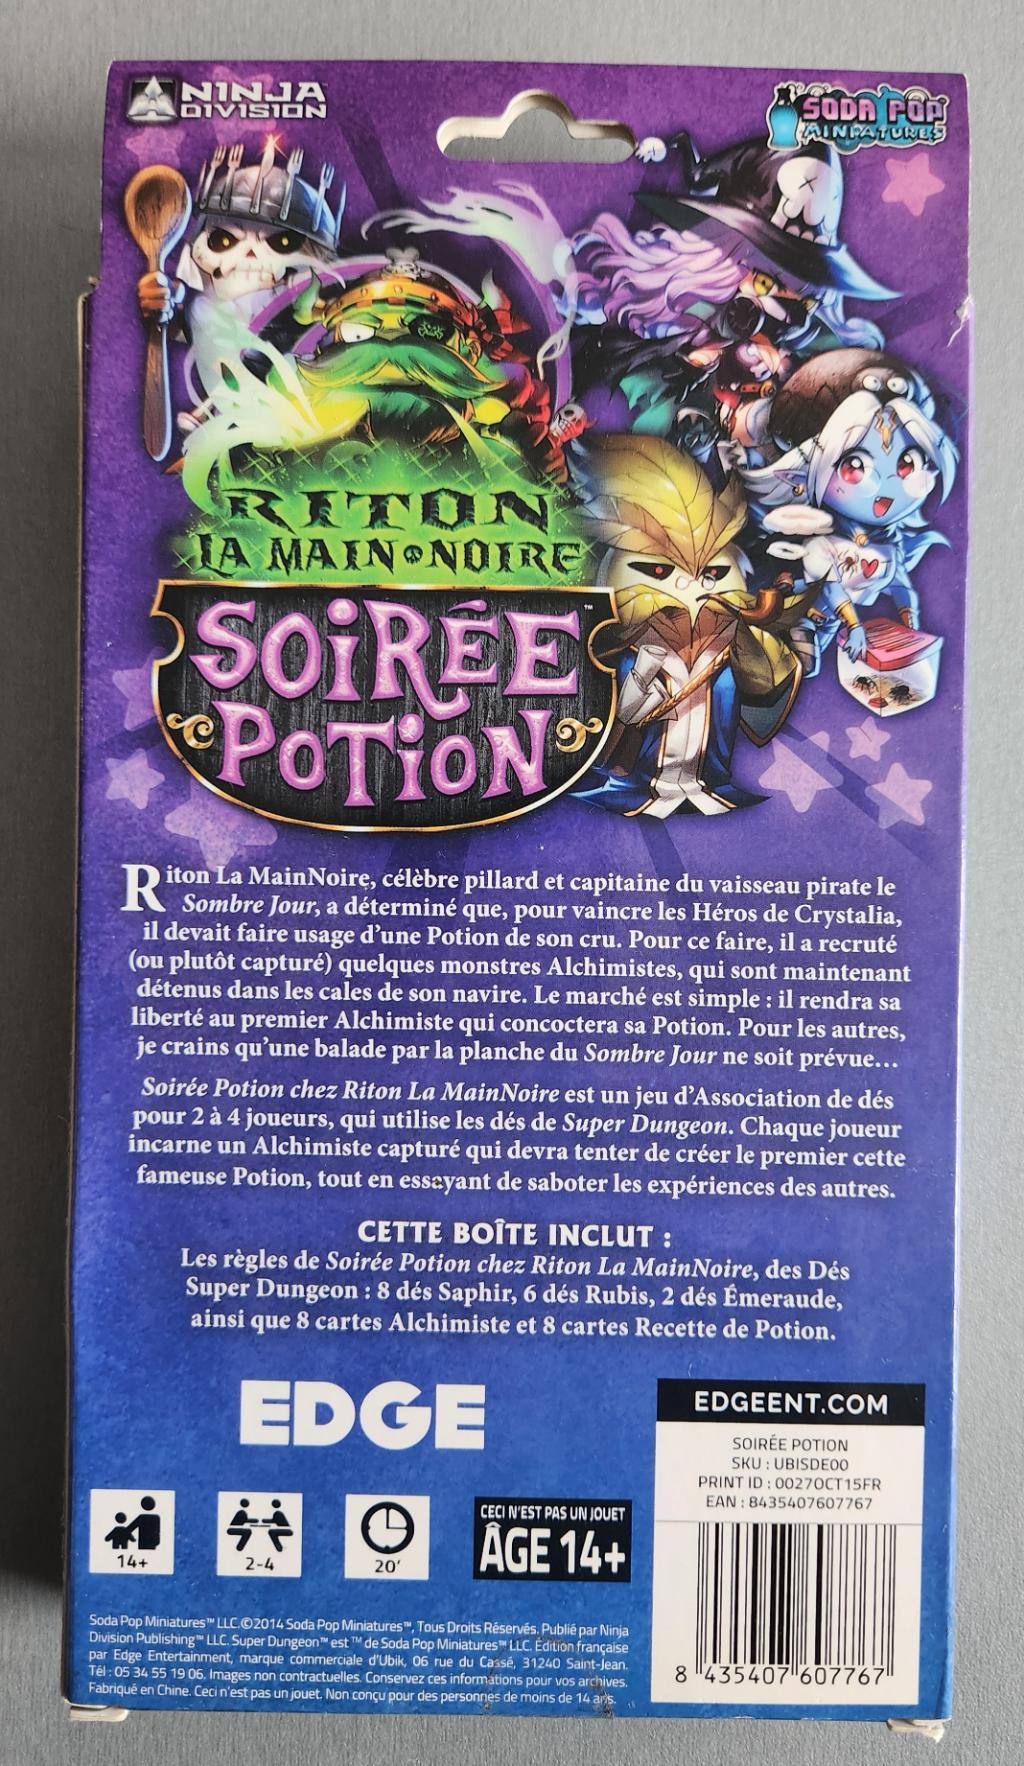 NINJA
DIVISION
SODA POP
MINIATURES
RITON
LA MAIN NOIRE
SOIRÉE™
POTION
Riton La MainNoire, célèbre pillard et capitaine du vaisseau pirate le
Sombre Jour, a déterminé que, pour vaincre les Héros de Crystalia,
il devait faire usage d'une Potion de son cru. Pour ce faire, il a recruté
(ou plutôt capturé) quelques monstres Alchimistes, qui sont maintenant
détenus dans les cales de son navire. Le marché est simple : il rendra sa
liberté au premier Alchimiste qui concoctera sa Potion. Pour les autres,
je crains qu'une balade par la planche du Sombre Jour ne soit prévue...
Soirée Potion chez Riton La MainNoire est un jeu d'Association de dés
pour 2 à 4 joueurs, qui utilise les dés de Super Dungeon. Chaque joueur
incarne un Alchimiste capturé qui devra tenter de créer le premier cette
fameuse Potion, tout en essayant de saboter les expériences des autres.
CETTE BOÎTE INCLUT :
Les règles de Soirée Potion chez Riton La MainNoire, des Dés
Super Dungeon : 8 dés Saphir, 6 dés Rubis, 2 dés Émeraude,
ainsi que 8 cartes Alchimiste et 8 cartes Recette de Potion.
EDGE
EDGEENT.COM
SOIRÉE POTION
SKU : UBISDE00
PRINT ID : 00270CT15FR
EAN : 8435407607767
14+
2-4
20'
CECI N'EST PAS UN JOUET
ÂGE 14+
Soda Pop Miniatures™ LLC.©2014 Soda Pop Miniatures™, Tous Droits Réservés. Publié par Ninja
Division Publishing™ LLC. Super Dungeon™ est ™ de Soda Pop Miniatures™ LLC. Édition française
par Edge Entertainment, marque commerciale d'Ubik, 06 rue du Cassé, 31240 Saint-Jean.
Tél : 05 34 55 19 06. Images non contractuelles. Conservez ces informations pour vos archives.
Fabriqué en Chine. Ceci n'est pas un jouet. Non conçu pour des personnes de moins de 14 ans.
8 435407 607767